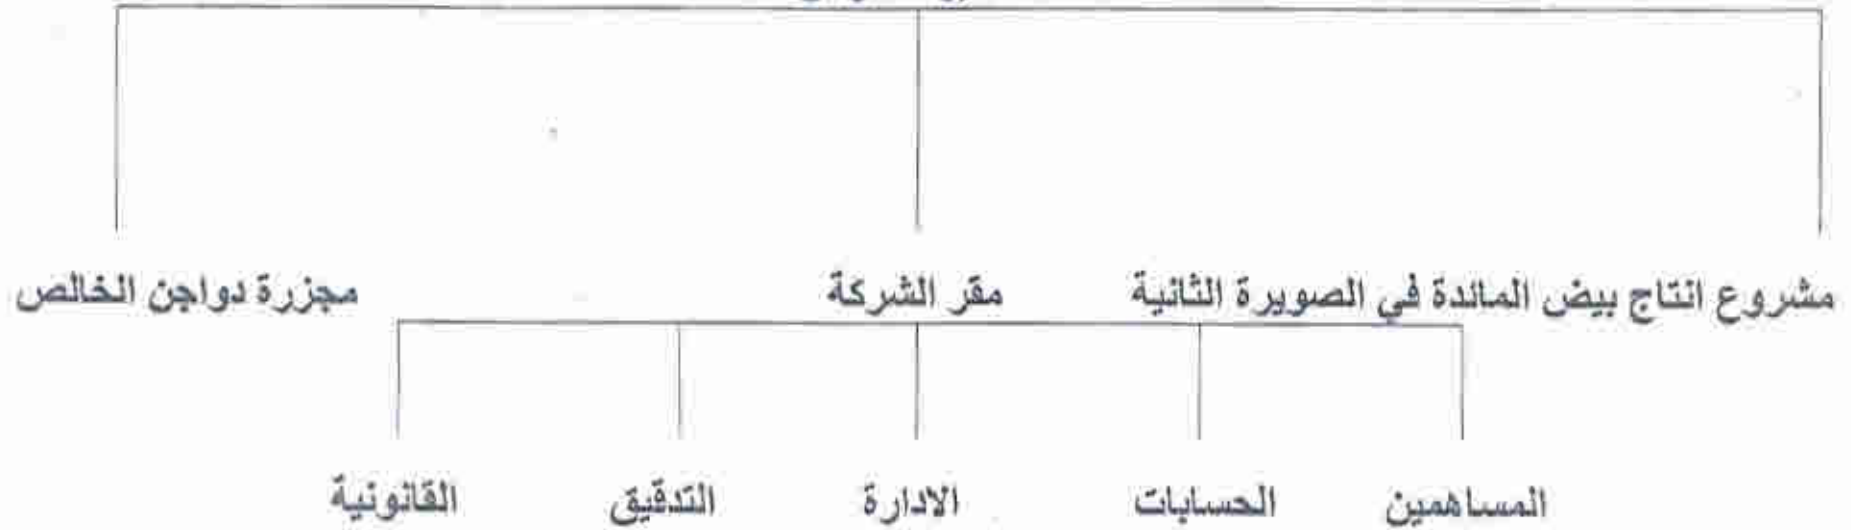 مشروع انتاج بيض المائدة في الصويرة الثانية مقر الشركة مجزرة دواجن الخالص
المساهمين الحسابات الادارة التدقيق القانونية